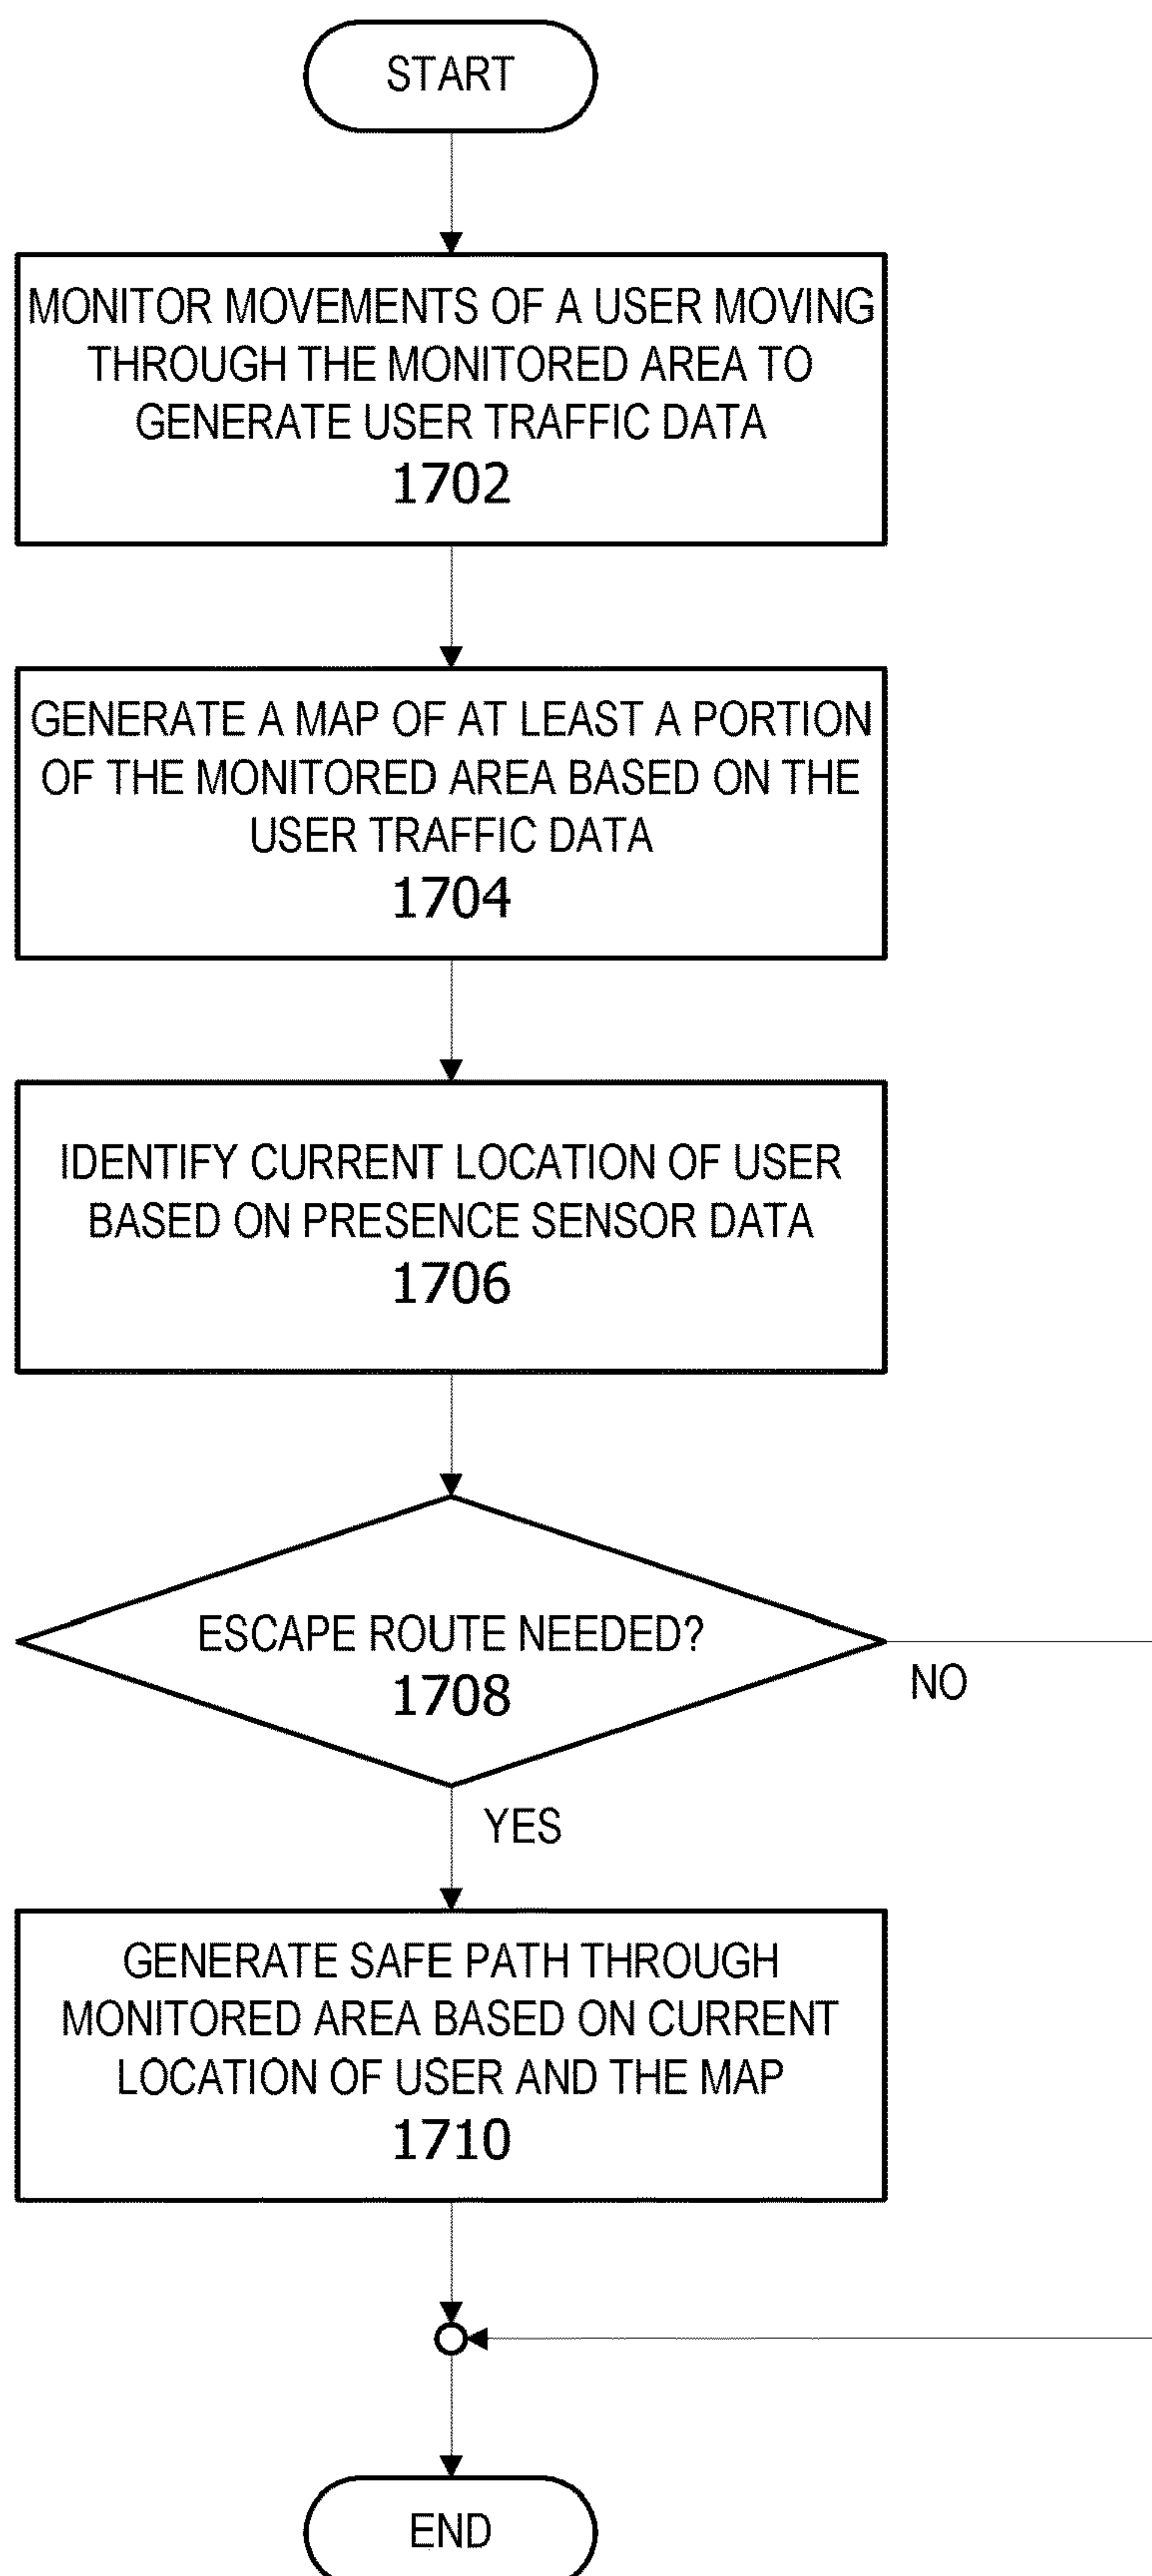 START
MONITOR MOVEMENTS OF A USER MOVING
THROUGH THE MONITORED AREA TO
GENERATE USER TRAFFIC DATA
1702
GENERATE A MAP OF AT LEAST A PORTION
OF THE MONITORED AREA BASED ON THE
USER TRAFFIC DATA
1704
IDENTIFY CURRENT LOCATION OF USER
BASED ON PRESENCE SENSOR DATA
1706
ESCAPE ROUTE NEEDED?
1708
NO
YES
GENERATE SAFE PATH THROUGH
MONITORED AREA BASED ON CURRENT
LOCATION OF USER AND THE MAP
1710
END